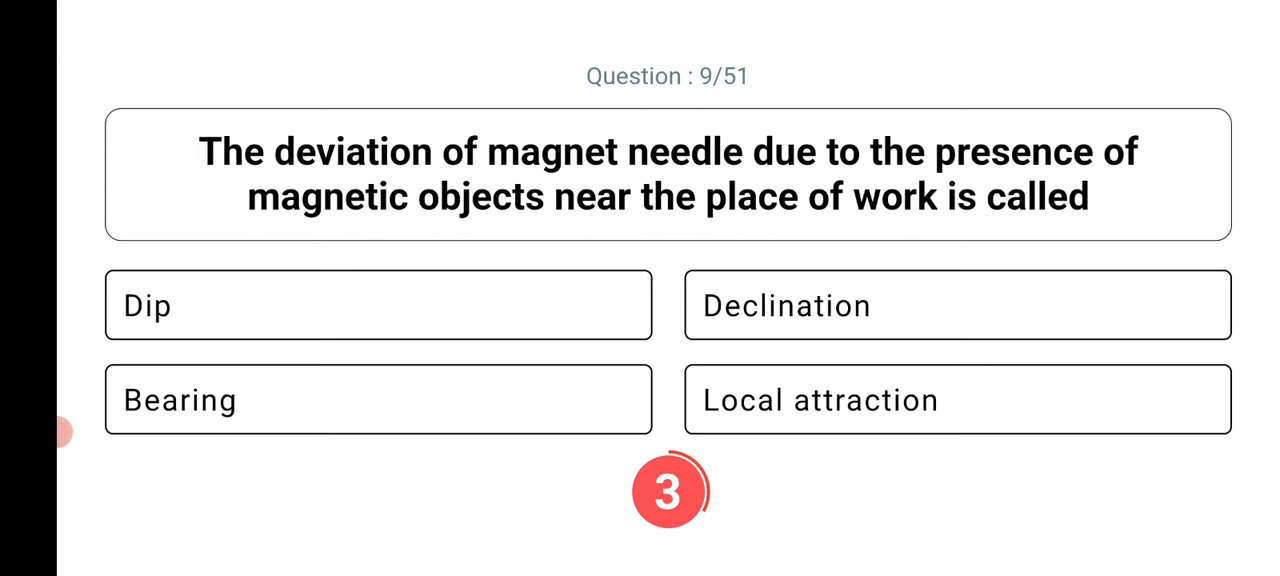 Question : 9/51
The deviation of magnet needle due to the presence of
magnetic objects near the place of work is called
Dip
Declination
Bearing
Local attraction
3